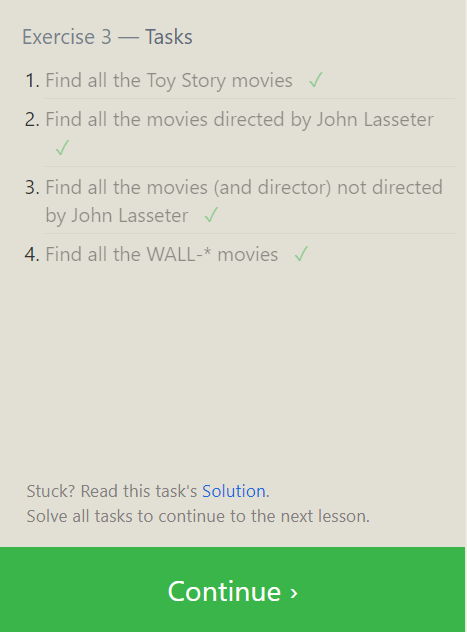 Exercise 3 — Tasks
1. Find all the Toy Story movies ✓
2. Find all the movies directed by John Lasseter
✓
3. Find all the movies (and director) not directed
by John Lasseter ✓
4. Find all the WALL-* movies ✓
Stuck? Read this task's Solution.
Solve all tasks to continue to the next lesson.
Continue ›